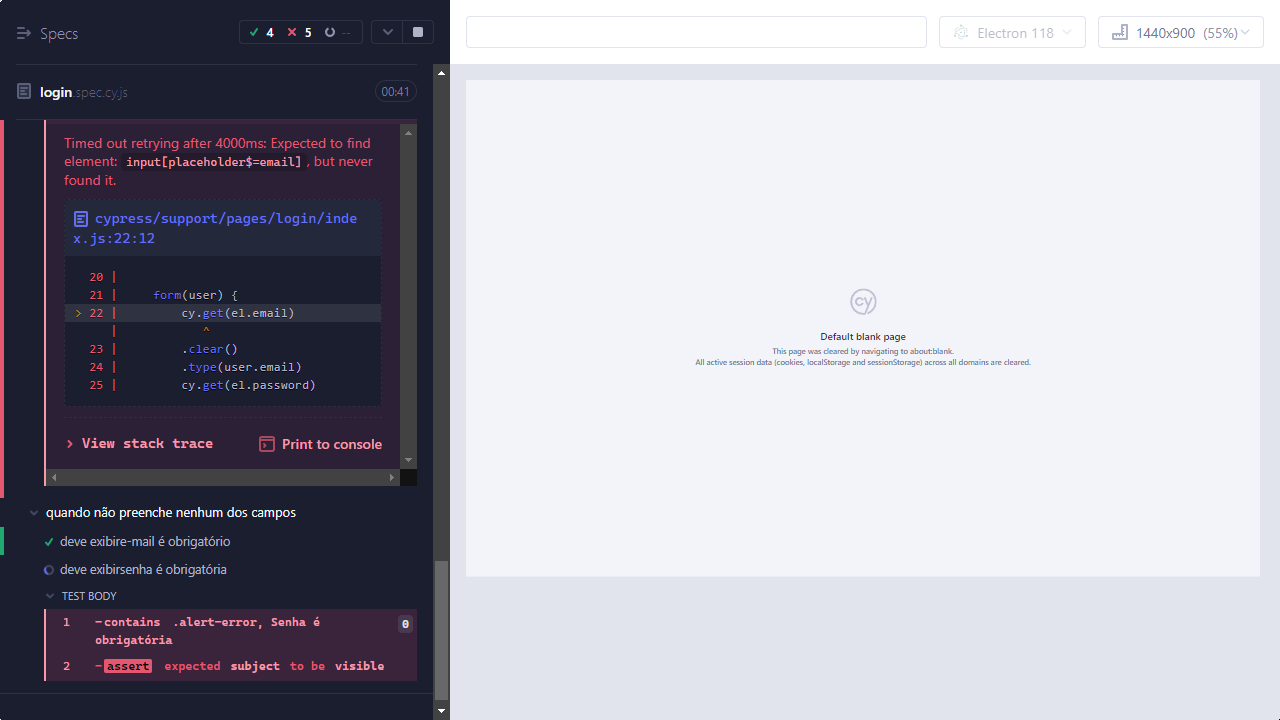 Specs
4 5 --
Electron 118
1440x900 (55%)
login.spec.cy.js
00:41
Timed out retrying after 4000ms: Expected to find
element: input[placeholder$=email], but never
found it.
cypress/support/pages/login/inde
x.js:22:12
20 |
21 | form(user) {
> 22 | cy.get(el.email)
| ^
23 | .clear()
24 | .type(user.email)
25 | cy.get(el.password)
View stack trace
Print to console
quando não preenche nenhum dos campos
deve exibire-mail é obrigatório
deve exibirsenha é obrigatória
TEST BODY
1 -contains .alert-error, Senha é 0
obrigatória
2 -assert expected subject to be visible
cy
Default blank page
This page was cleared by navigating to about:blank.
All active session data (cookies, localStorage and sessionStorage) across all domains are cleared.